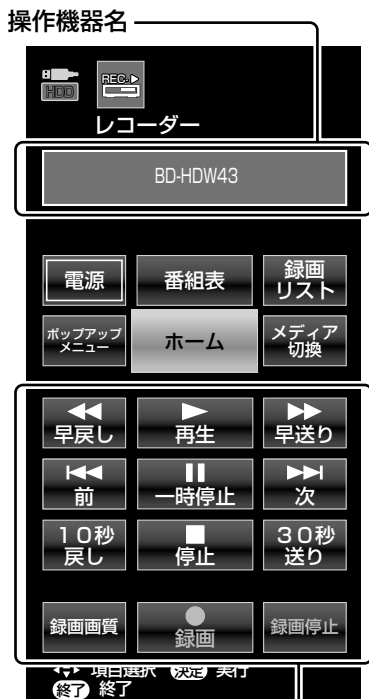 操作機器名
HDD
REC.
レコーダー
BD-HDW43
電源
番組表
録画
リスト
ポップアップ
メニュー
ホーム
メディア
切換
早戻し
再生
早送り
前
一時停止
次
10秒
戻し
停止
30秒
送り
録画画質
録画
録画停止
項目選択 決定 実行
終了 終了